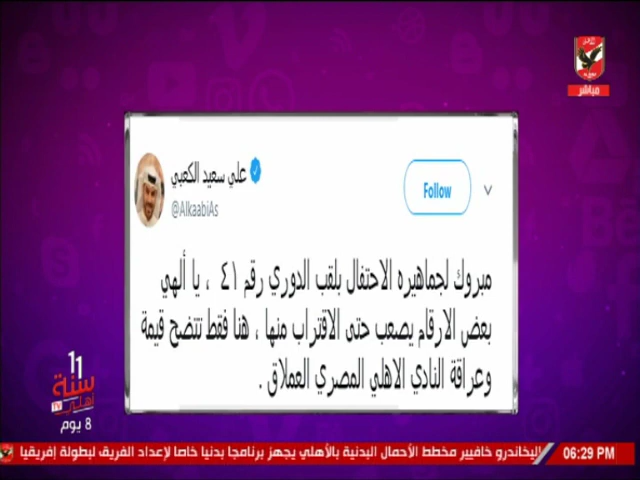 مباشر
علي سعيد الكعبي
@AlkaabiAs
Follow
مبروك لجماهيره الاحتفال بلقب الدوري رقم ٤١ ، يا ألهي
بعض الارقام يصعب حتى الاقتراب منها ، هنا فقط تتضح قيمة
وعراقة النادي الاهلي المصري العملاق .
11
سنة
أهلي
TV
8 يوم
اليخاندرو خافيير مخطط الأحمال البدنية بالأهلي يجهز برنامجا بدنيا خاصا لإعداد الفريق لبطولة إفريقيا
06:29 PM